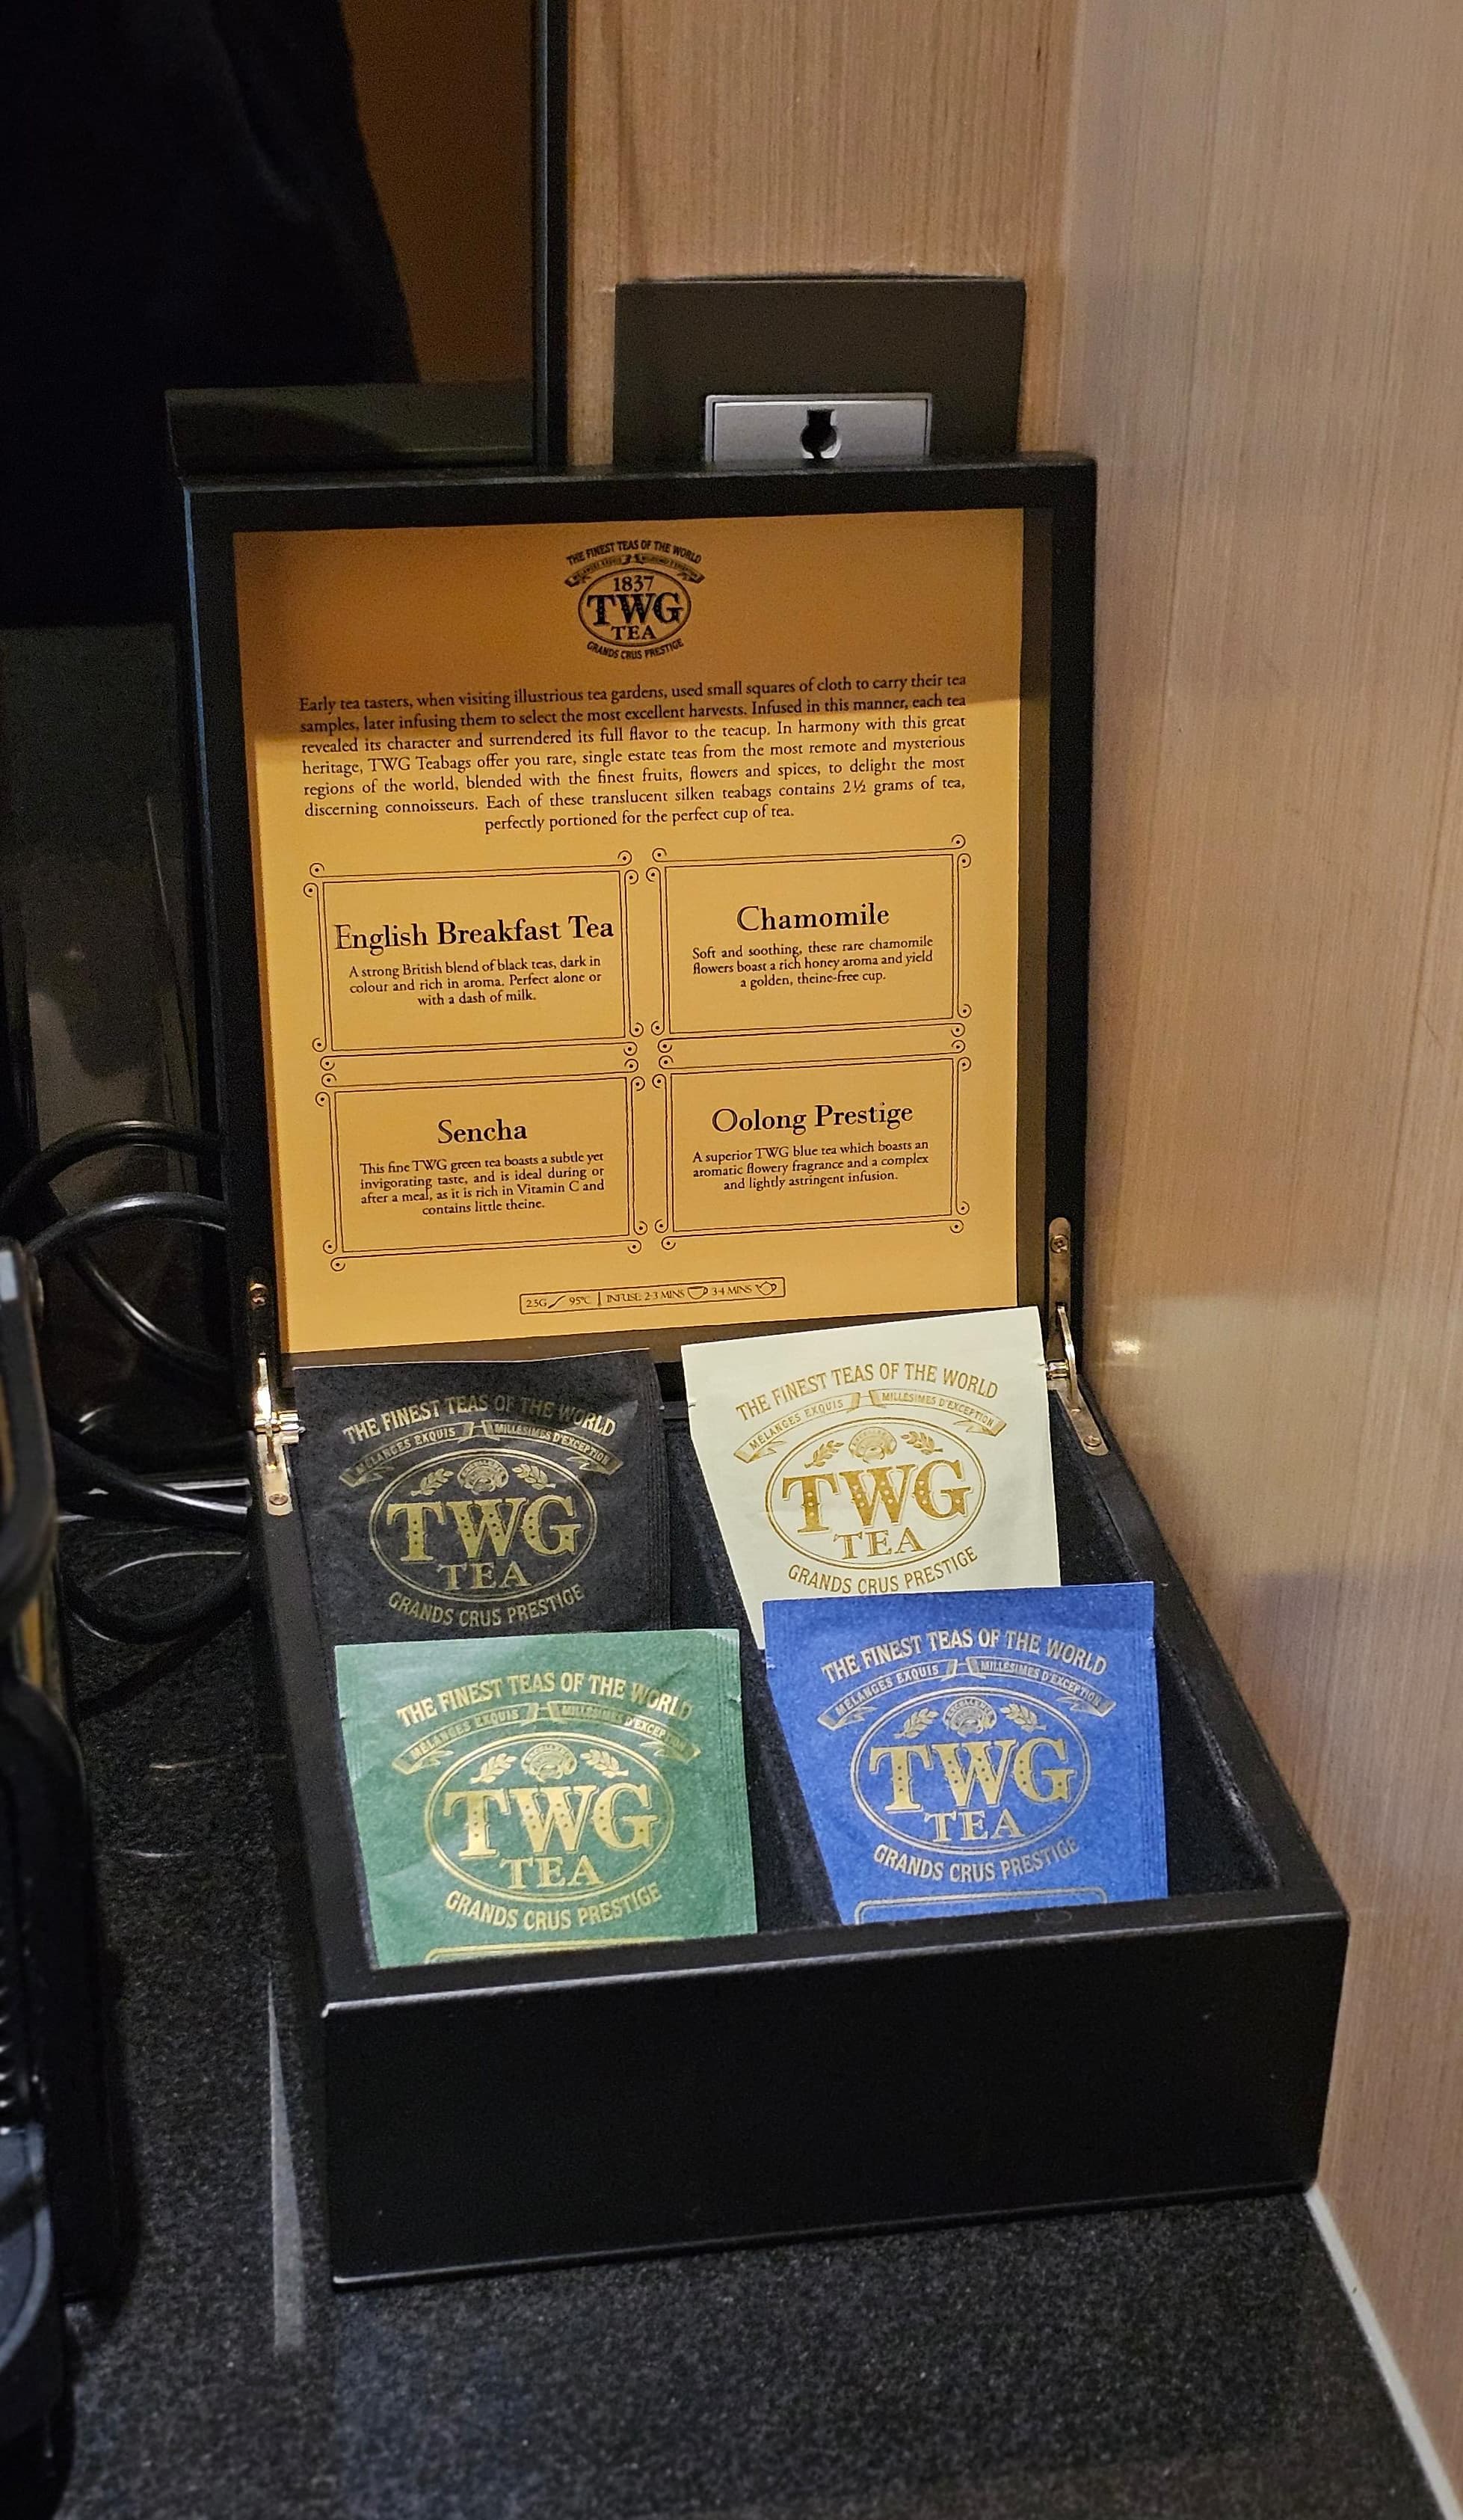 THE FINEST TEAS OF THE WORLD
1837
TWG
TEA
GRANDS CRUS PRESTIGE
Early tea tasters, when visiting illustrious tea gardens, used small squares of cloth to carry their tea
samples, later infusing them to select the most excellent harvests. Infused in this manner, each tea
revealed its character and surrendered its full flavor to the teacup. In harmony with this great
heritage, TWG Teabags offer you rare, single estate teas from the most remote and mysterious
regions of the world, blended with the finest fruits, flowers and spices, to delight the most
discerning connoisseurs. Each of these translucent silken teabags contains 2½ grams of tea,
perfectly portioned for the perfect cup of tea.
English Breakfast Tea
A strong British blend of black teas, dark in
colour and rich in aroma. Perfect alone or
with a dash of milk.
Chamomile
Soft and soothing, these rare chamomile
flowers boast a rich honey aroma and yield
a golden, theine-free cup.
Sencha
This fine TWG green tea boasts a subtle yet
invigorating taste, and is ideal during or
after a meal, as it is rich in Vitamin C and
contains little theine.
Oolong Prestige
A superior TWG blue tea which boasts an
aromatic flowery fragrance and a complex
and lightly astringent infusion.
2.5G 95°C | INFUSE 2-3 MINS 3-4 MINS
THE FINEST TEAS OF THE WORLD
MÉLANGES EXQUIS MILLÉSIMES D'EXCEPTION
TWG
TEA
GRANDS CRUS PRESTIGE
THE FINEST TEAS OF THE WORLD
MÉLANGES EXQUIS MILLÉSIMES D'EXCEPTION
TWG
TEA
GRANDS CRUS PRESTIGE
THE FINEST TEAS OF THE WORLD
MÉLANGES EXQUIS MILLÉSIMES D'EXCEPTION
TWG
TEA
GRANDS CRUS PRESTIGE
THE FINEST TEAS OF THE WORLD
MÉLANGES EXQUIS MILLÉSIMES D'EXCEPTION
TWG
TEA
GRANDS CRUS PRESTIGE